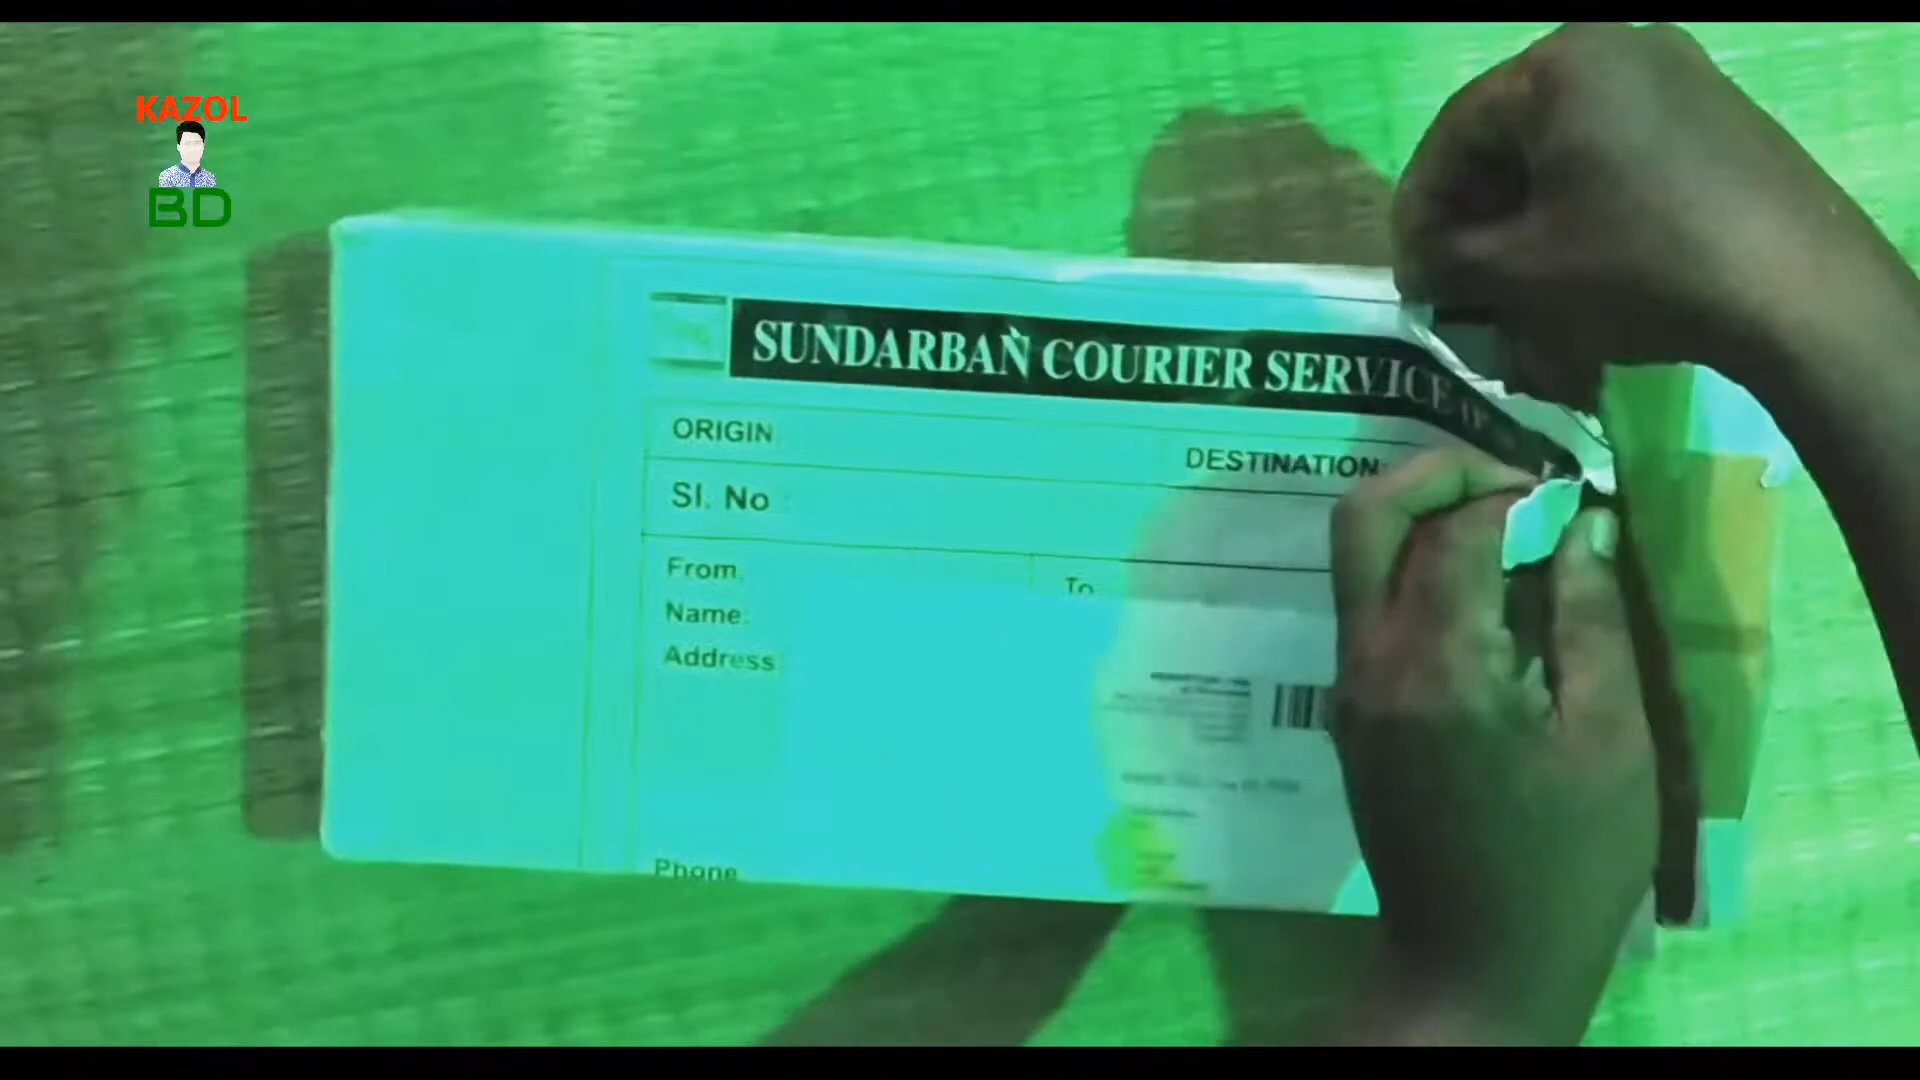 KAZOL
BD
SUNDARBAN COURIER SERVICE
ORIGIN
DESTINATION:
Sl. No :
From,
To
Name:
Address
Phone